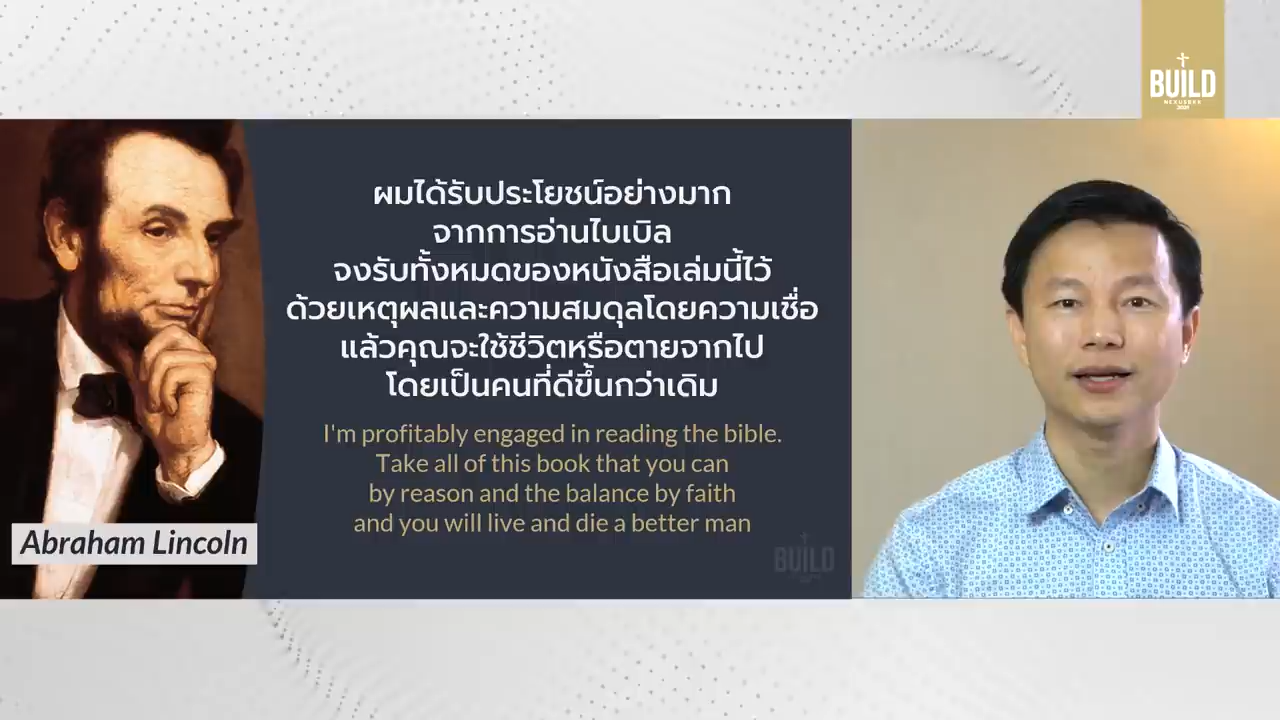 BUILD
NEXUSBKK
2021
ผมได้รับประโยชน์อย่างมาก
จากการอ่านไบเบิล
จงรับทั้งหมดของหนังสือเล่มนี้ไว้
ด้วยเหตุผลและความสมดุลโดยความเชื่อ
แล้วคุณจะใช้ชีวิตหรือตายจากไป
โดยเป็นคนที่ดีขึ้นกว่าเดิม
I'm profitably engaged in reading the bible.
Take all of this book that you can
by reason and the balance by faith
and you will live and die a better man
Abraham Lincoln
BUILD